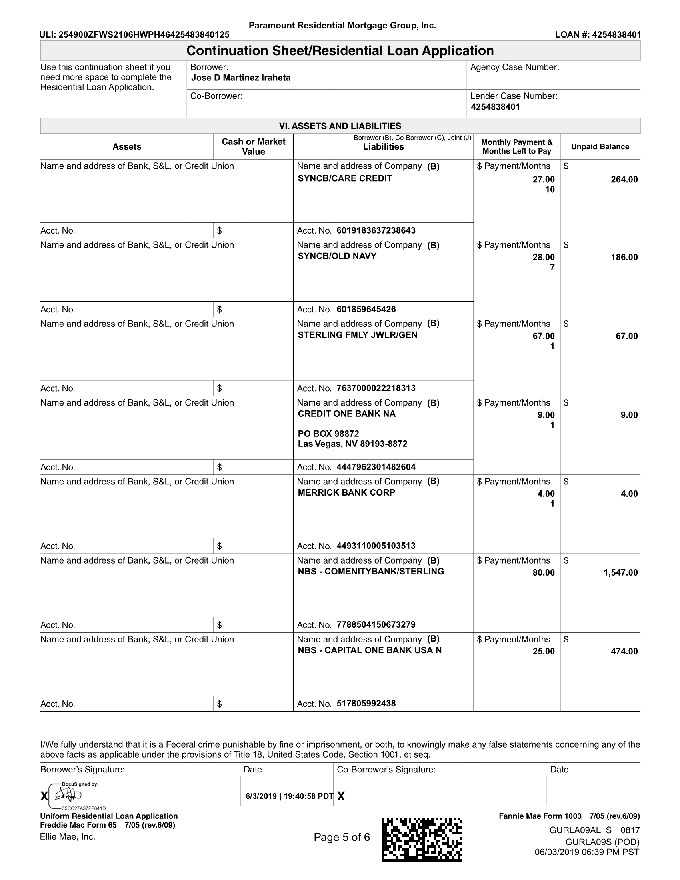 Paramount Residential Mortgage Group, Inc.
ULI: 254900ZFWS2106HWPH46425483840125 LOAN #: 4254838401
Continuation Sheet/Residential Loan Application
Use this continuation sheet if you need more space to complete the Residential Loan Application.
Borrower:
Jose D Martinez Iraheta
Agency Case Number:
Co-Borrower:
Lender Case Number:
4254838401
VI. ASSETS AND LIABILITIES
Borrower (B), Co-Borrower (C), Joint (J)
Assets Cash or Market Value Liabilities Monthly Payment & Months Left to Pay Unpaid Balance
Name and address of Bank, S&L, or Credit Union Name and address of Company (B) $ Payment/Months $
SYNCB/CARE CREDIT 27.00 264.00
10
Acct. No. $ Acct. No. 6019183637238643
Name and address of Bank, S&L, or Credit Union Name and address of Company (B) $ Payment/Months $
SYNCB/OLD NAVY 28.00 186.00
7
Acct. No. $ Acct. No. 601859645426
Name and address of Bank, S&L, or Credit Union Name and address of Company (B) $ Payment/Months $
STERLING FMLY JWLR/GEN 67.00 67.00
1
Acct. No. $ Acct. No. 7637000022218313
Name and address of Bank, S&L, or Credit Union Name and address of Company (B) $ Payment/Months $
CREDIT ONE BANK NA 9.00 9.00
1
PO BOX 98872
Las Vegas, NV 89193-8872
Acct. No. $ Acct. No. 4447962301482604
Name and address of Bank, S&L, or Credit Union Name and address of Company (B) $ Payment/Months $
MERRICK BANK CORP 4.00 4.00
1
Acct. No. $ Acct. No. 4493110005103513
Name and address of Bank, S&L, or Credit Union Name and address of Company (B) $ Payment/Months $
NBS - COMENITYBANK/STERLING 80.00 1,547.00
Acct. No. $ Acct. No. 7788504150673279
Name and address of Bank, S&L, or Credit Union Name and address of Company (B) $ Payment/Months $
NBS - CAPITAL ONE BANK USA N 25.00 474.00
Acct. No. $ Acct. No. 517805992438
I/We fully understand that it is a Federal crime punishable by fine or imprisonment, or both, to knowingly make any false statements concerning any of the
above facts as applicable under the provisions of Title 18, United States Code, Section 1001, et seq.
Borrower's Signature: Date Co-Borrower's Signature: Date
DocuSigned by:
X 6/3/2019 | 19:40:58 PDT X
Uniform Residential Loan Application
Freddie Mac Form 65 7/05 (rev.6/09) Fannie Mae Form 1003 7/05 (rev.6/09)
Ellie Mae, Inc. Page 5 of 6 GURLA09AL S 0817
GURLA09S (POD)
06/03/2019 06:39 PM PST